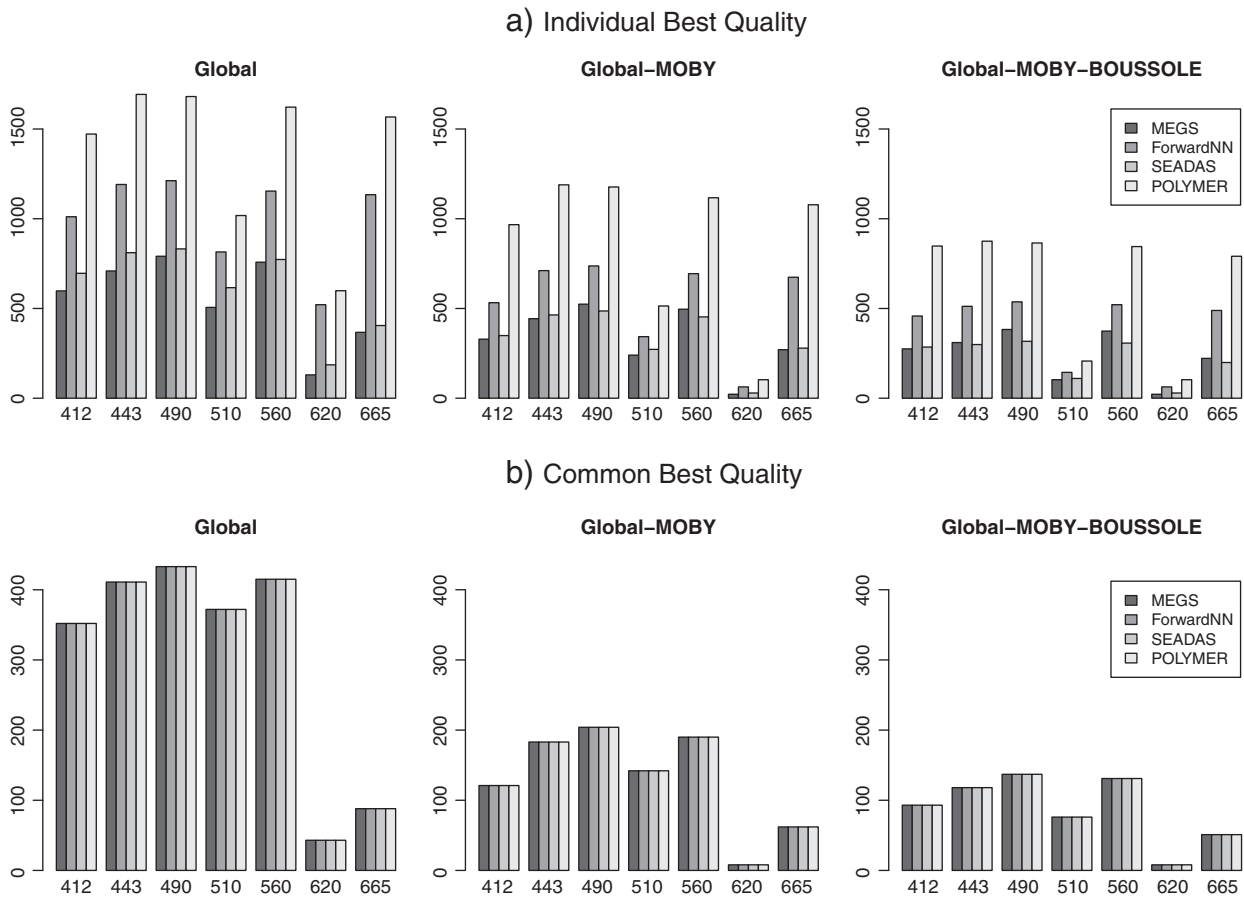 a) Individual Best Quality
Global
Global−MOBY
Global−MOBY−BOUSSOLE
0 500 1000 1500
412 443 490 510 560 620 665
0 500 1000 1500
412 443 490 510 560 620 665
0 500 1000 1500
412 443 490 510 560 620 665
MEGS
ForwardNN
SEADAS
POLYMER
b) Common Best Quality
Global
Global−MOBY
Global−MOBY−BOUSSOLE
0 100 200 300 400
412 443 490 510 560 620 665
0 100 200 300 400
412 443 490 510 560 620 665
0 100 200 300 400
412 443 490 510 560 620 665
MEGS
ForwardNN
SEADAS
POLYMER